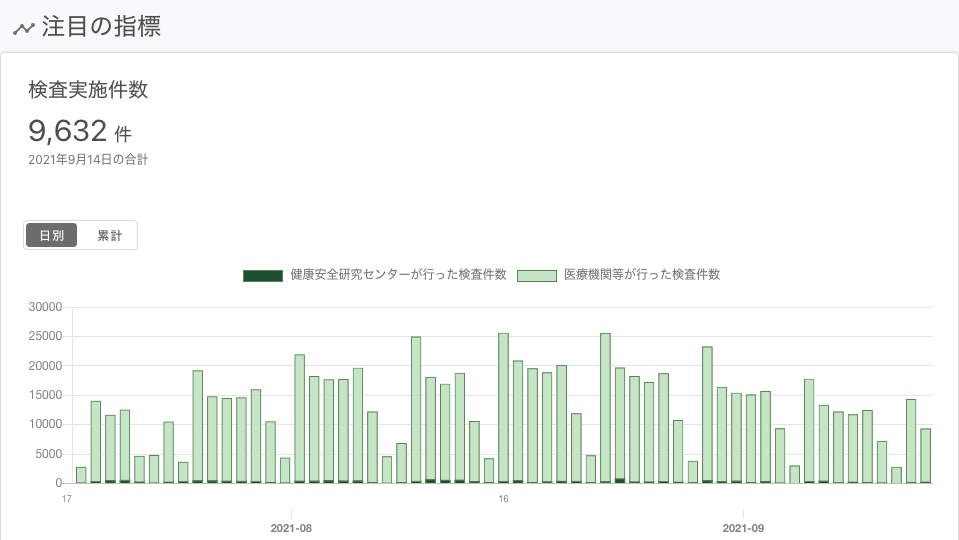 注目の指標
検査実施件数
9,632 件
2021年9月14日の合計
日別 累計
健康安全研究センターが行った検査件数 医療機関等が行った検査件数
30000
25000
20000
15000
10000
5000
0
17 16
2021-08 2021-09